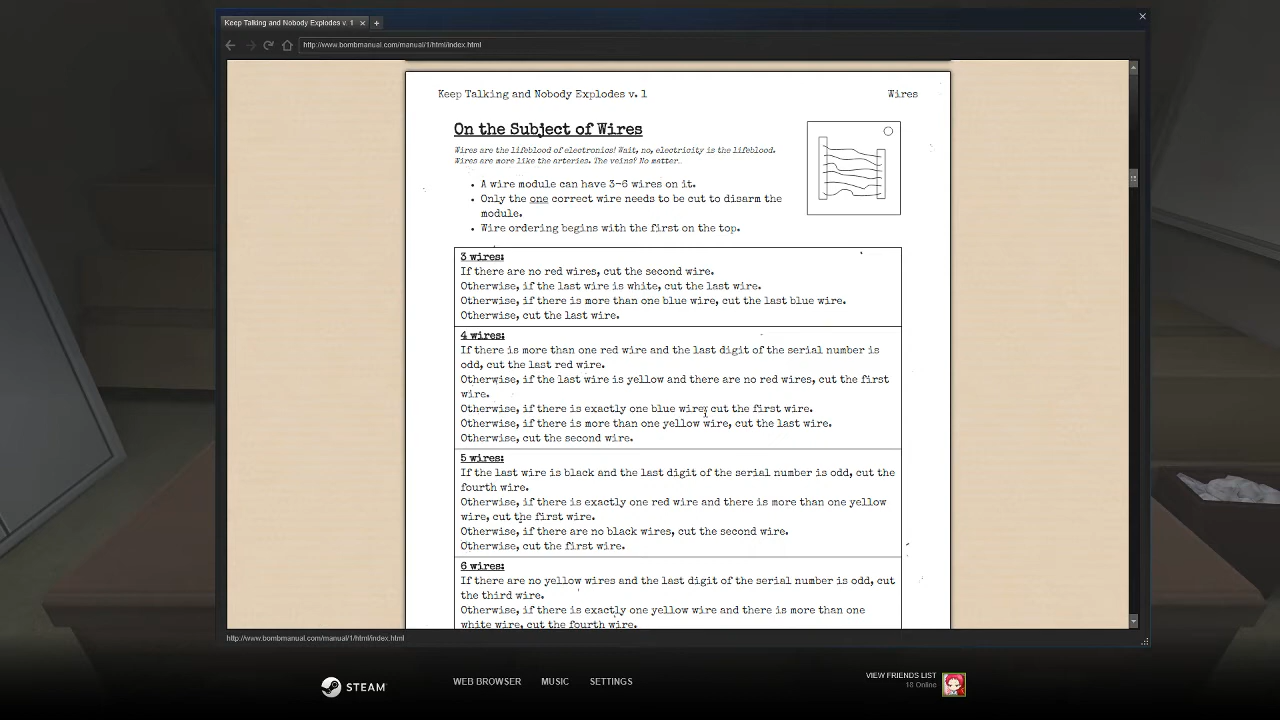 Keep Talking and Nobody Explodes v. 1
http://www.bombmanual.com/manual/1/html/index.html
Keep Talking and Nobody Explodes v. 1 Wires
On the Subject of Wires
Wires are the lifeblood of electronics! Wait, no, electricity is the lifeblood.
Wires are more like the arteries. The veins? No matter...
• A wire module can have 3-6 wires on it.
• Only the one correct wire needs to be cut to disarm the
module.
• Wire ordering begins with the first on the top.
3 wires:
If there are no red wires, cut the second wire.
Otherwise, if the last wire is white, cut the last wire.
Otherwise, if there is more than one blue wire, cut the last blue wire.
Otherwise, cut the last wire.
4 wires:
If there is more than one red wire and the last digit of the serial number is
odd, cut the last red wire.
Otherwise, if the last wire is yellow and there are no red wires, cut the first
wire.
Otherwise, if there is exactly one blue wire, cut the first wire.
Otherwise, if there is more than one yellow wire, cut the last wire.
Otherwise, cut the second wire.
5 wires:
If the last wire is black and the last digit of the serial number is odd, cut the
fourth wire.
Otherwise, if there is exactly one red wire and there is more than one yellow
wire, cut the first wire.
Otherwise, if there are no black wires, cut the second wire.
Otherwise, cut the first wire.
6 wires:
If there are no yellow wires and the last digit of the serial number is odd, cut
the third wire.
Otherwise, if there is exactly one yellow wire and there is more than one
white wire, cut the fourth wire.
http://www.bombmanual.com/manual/1/html/index.html
STEAM
WEB BROWSER MUSIC SETTINGS
VIEW FRIENDS LIST
18 Online